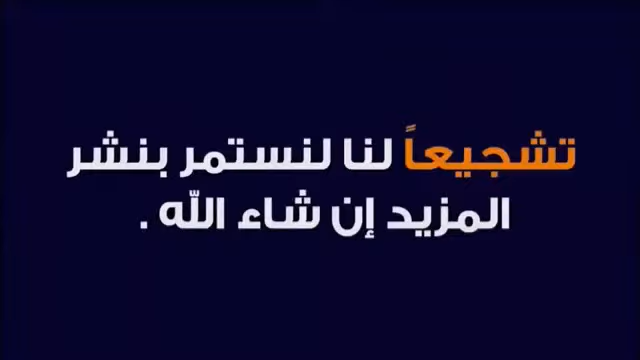 تشجيعاً لنا لنستمر بنشر
المزيد إن شاء الله .